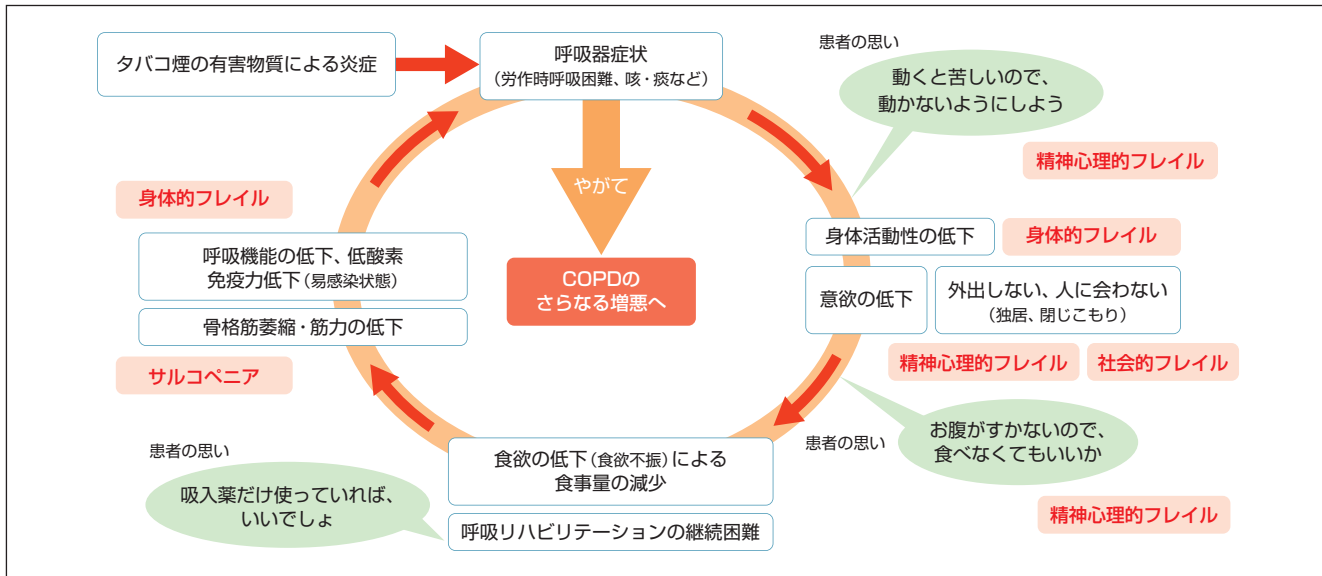 タバコ煙の有害物質による炎症
呼吸器症状
(労作時呼吸困難、咳・痰など)
患者の思い
動くと苦しいので、
動かないようにしよう
精神心理的フレイル
やがて
COPDの
さらなる増悪へ
身体活動性の低下
身体的フレイル
意欲の低下
外出しない、人に会わない
(独居、閉じこもり)
精神心理的フレイル
社会的フレイル
患者の思い
お腹がすかないので、
食べなくてもいいか
精神心理的フレイル
食欲の低下(食欲不振)による
食事量の減少
呼吸リハビリテーションの継続困難
患者の思い
吸入薬だけ使っていれば、
いいでしょ
身体的フレイル
呼吸機能の低下、低酸素
免疫力低下(易感染状態)
骨格筋萎縮・筋力の低下
サルコペニア